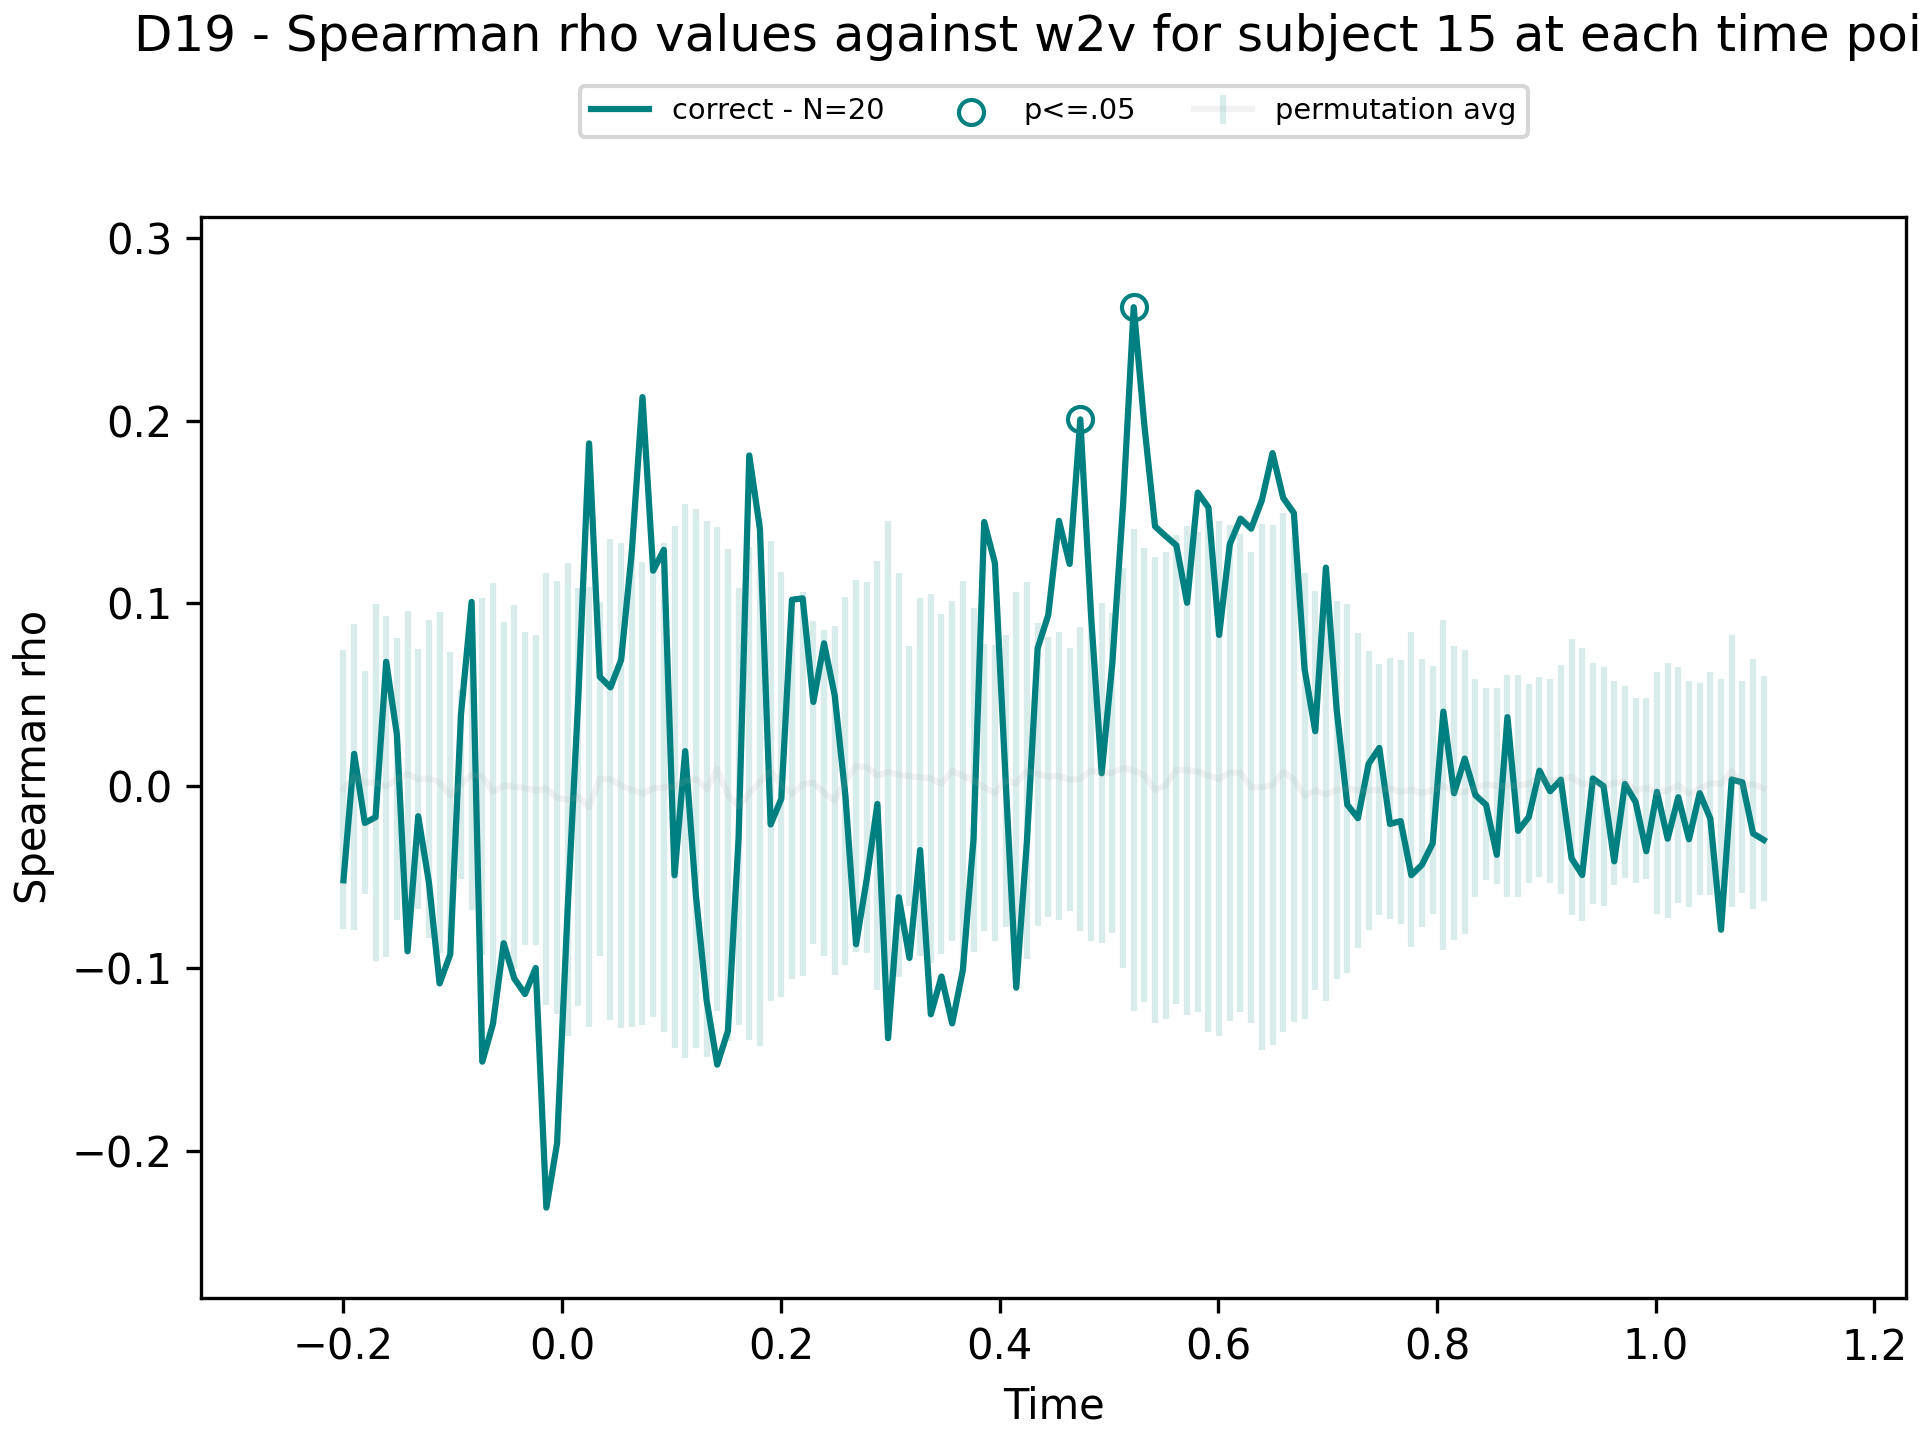 D19 - Spearman rho values against w2v for subject 15 at each time poi
correct - N=20 p<=.05 permutation avg
Spearman rho
0.3
0.2
0.1
0.0
−0.1
−0.2
−0.2 0.0 0.2 0.4 0.6 0.8 1.0 1.2
Time